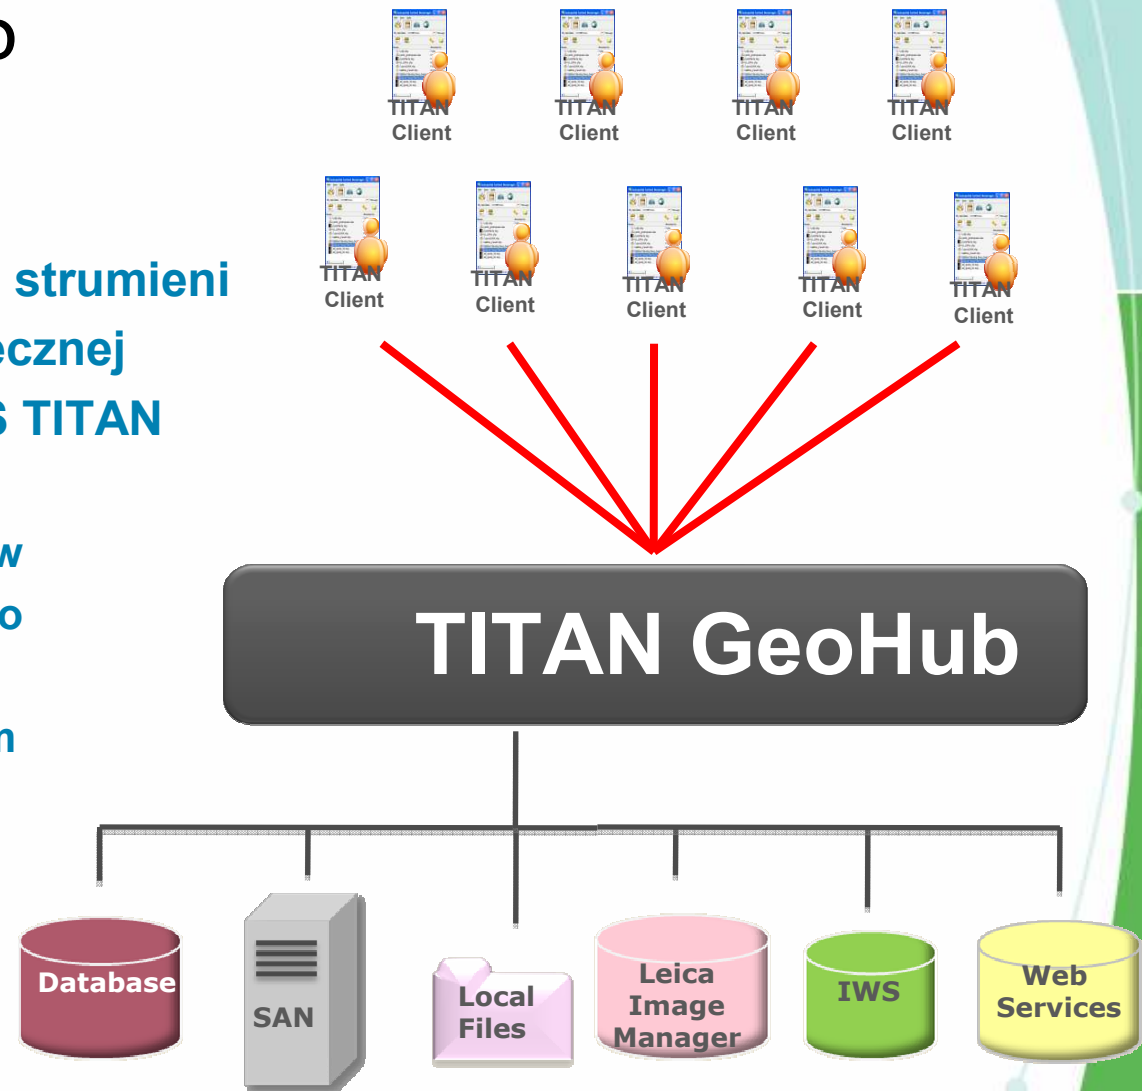 TITAN
Client
TITAN
Client
TITAN
Client
TITAN
Client
TITAN
Client
TITAN
Client
TITAN
Client
TITAN
Client
TITAN
Client
strumieni
TITAN
TITAN GeoHub
Database
SAN
Local
Files
Leica
Image
Manager
IWS
Web
Services